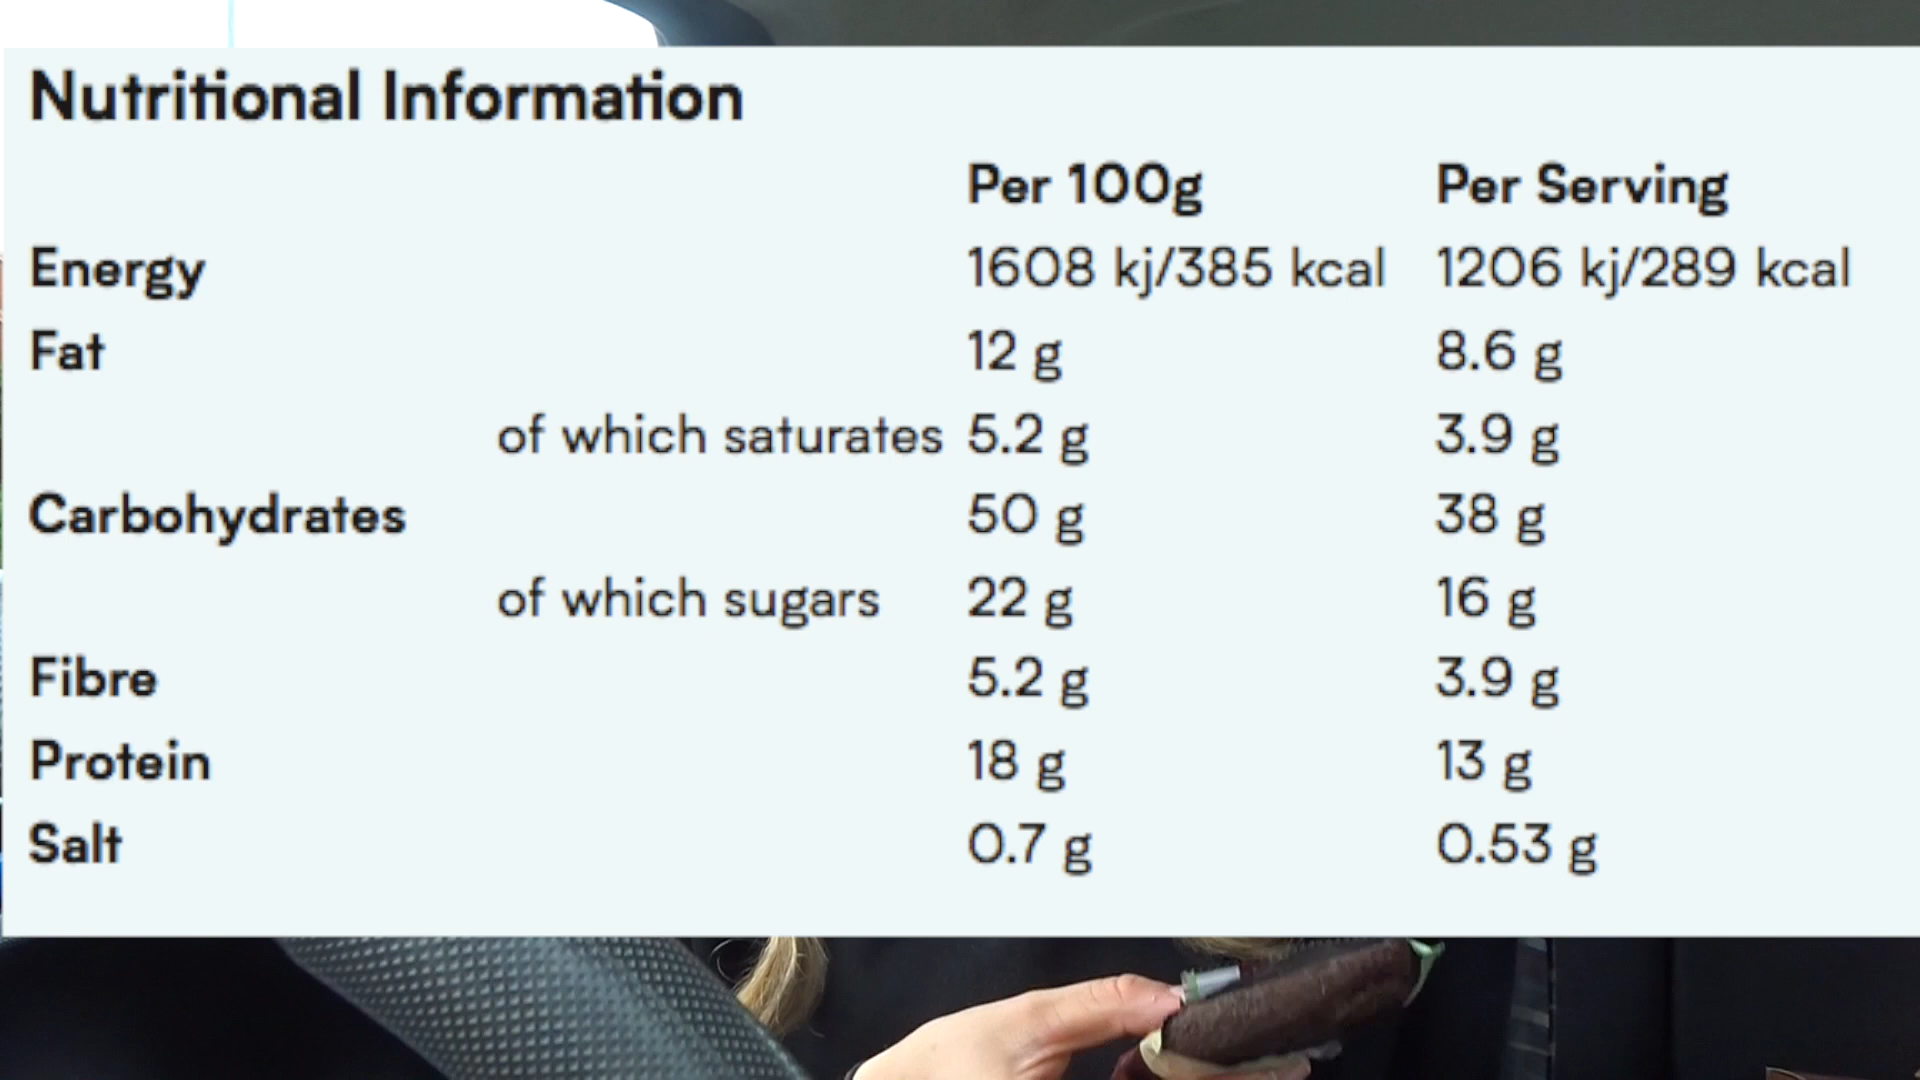 Nutritional Information
Per 100g Per Serving
Energy 1608 kj/385 kcal 1206 kj/289 kcal
Fat 12 g 8.6 g
of which saturates 5.2 g 3.9 g
Carbohydrates 50 g 38 g
of which sugars 22 g 16 g
Fibre 5.2 g 3.9 g
Protein 18 g 13 g
Salt 0.7 g 0.53 g